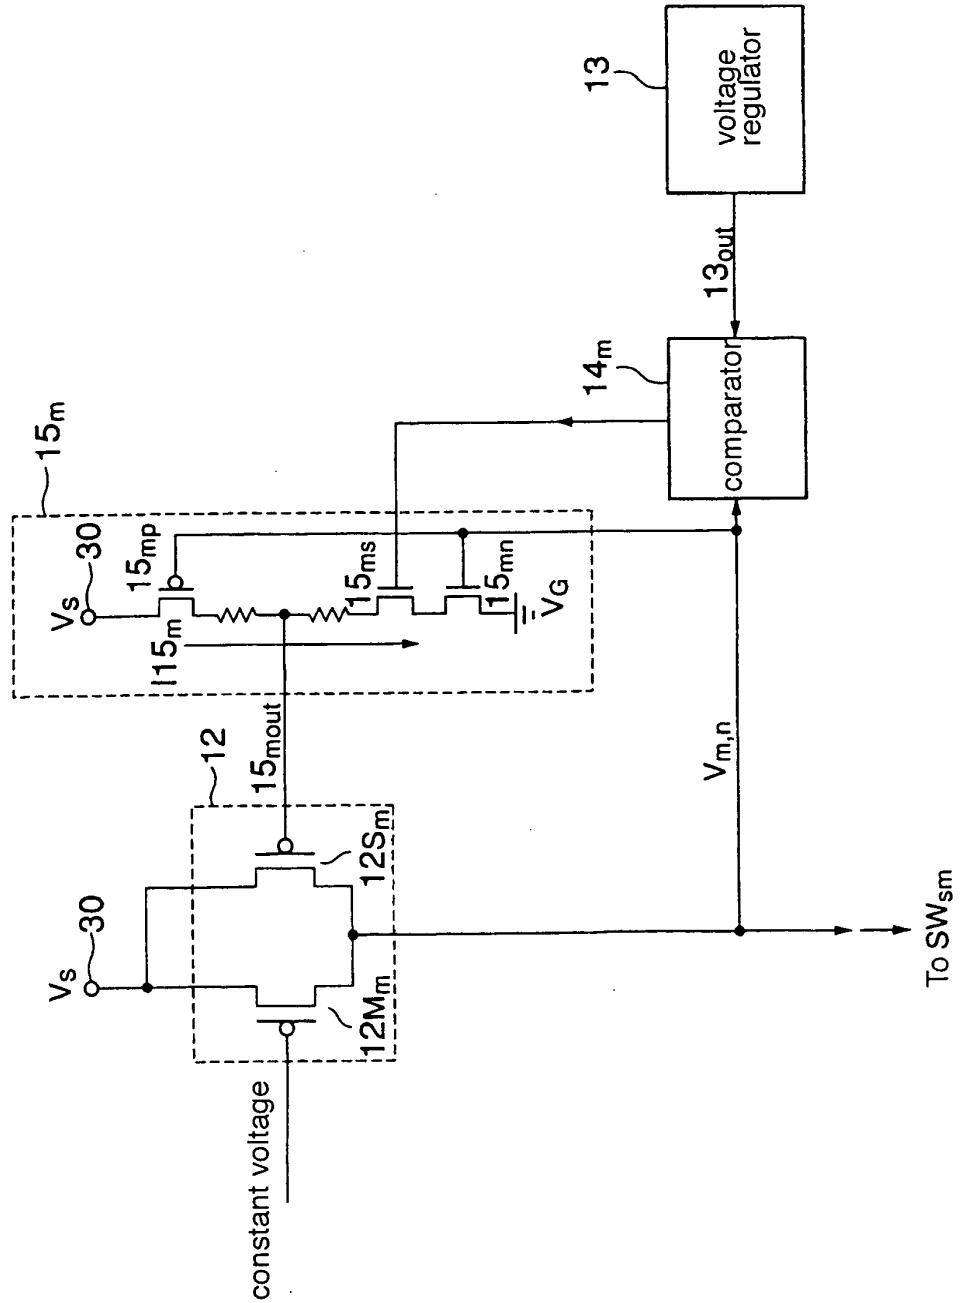 constant voltage
Vs
30
12Mm
12Sm
12
15mout
Vs
30
I15m
15mp
15ms
15mn
VG
15m
Vm,n
To SWsm
14m
comparator
13out
13
voltage
regulator